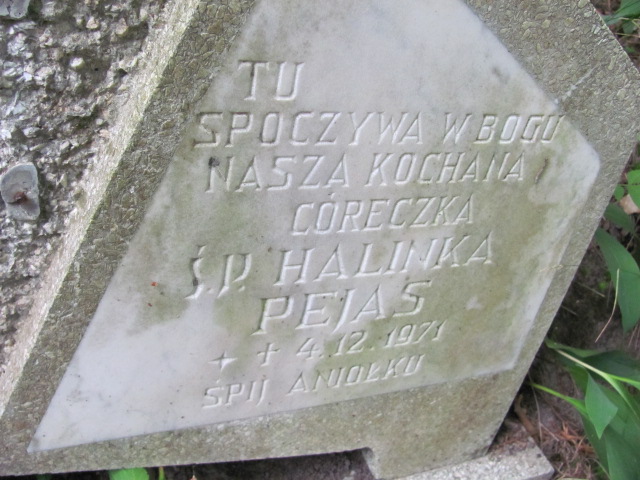 TU
SPOCZYWA W BOGU
NASZA KOCHANA
CÓRECZKA
Ś.P. HALINKA
PEJAS
* + 4.12.1971
ŚPIJ ANIOŁKU